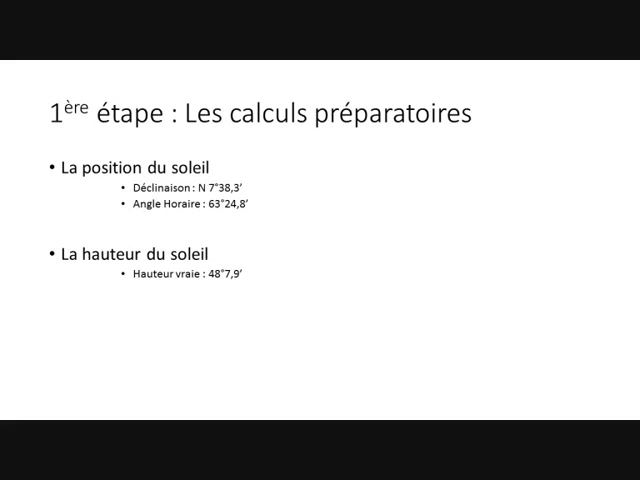 1ère étape : Les calculs préparatoires
• La position du soleil
• Déclinaison : N 7°38,3’
• Angle Horaire : 63°24,8’
• La hauteur du soleil
• Hauteur vraie : 48°7,9’